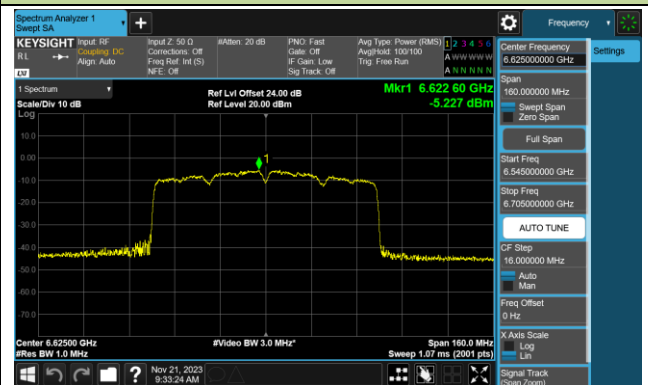 Spectrum Analyzer 1
Swept SA
+
Frequency
KEYSIGHT
RL
LXI
Input: RF
Coupling: DC
Align: Auto
Input Z: 50 Ω
Corrections: Off
Freq Ref: Int (S)
NFE: Off
#Atten: 20 dB
PNO: Fast
Gate: Off
IF Gain: Low
Sig Track: Off
Avg Type: Power (RMS)
Avg|Hold: 100/100
Trig: Free Run
1 2 3 4 5 6
A W W W W W
A N N N N N
1 Spectrum
Scale/Div 10 dB
Log
Ref Lvl Offset 24.00 dB
Ref Level 20.00 dBm
Mkr1 6.622 60 GHz
-5.227 dBm
1
10.0
0.00
-10.0
-20.0
-30.0
-40.0
-50.0
-60.0
-70.0
Center 6.62500 GHz
#Res BW 1.0 MHz
#Video BW 3.0 MHz*
Span 160.0 MHz
Sweep 1.07 ms (2001 pts)
?
Nov 21, 2023
9:33:24 AM
Center Frequency
6.625000000 GHz
Span
160.000000 MHz
Swept Span
Zero Span
Full Span
Start Freq
6.545000000 GHz
Stop Freq
6.705000000 GHz
AUTO TUNE
CF Step
16.000000 MHz
Auto
Man
Freq Offset
0 Hz
X Axis Scale
Log
Lin
Signal Track
(Span Zoom)
Settings